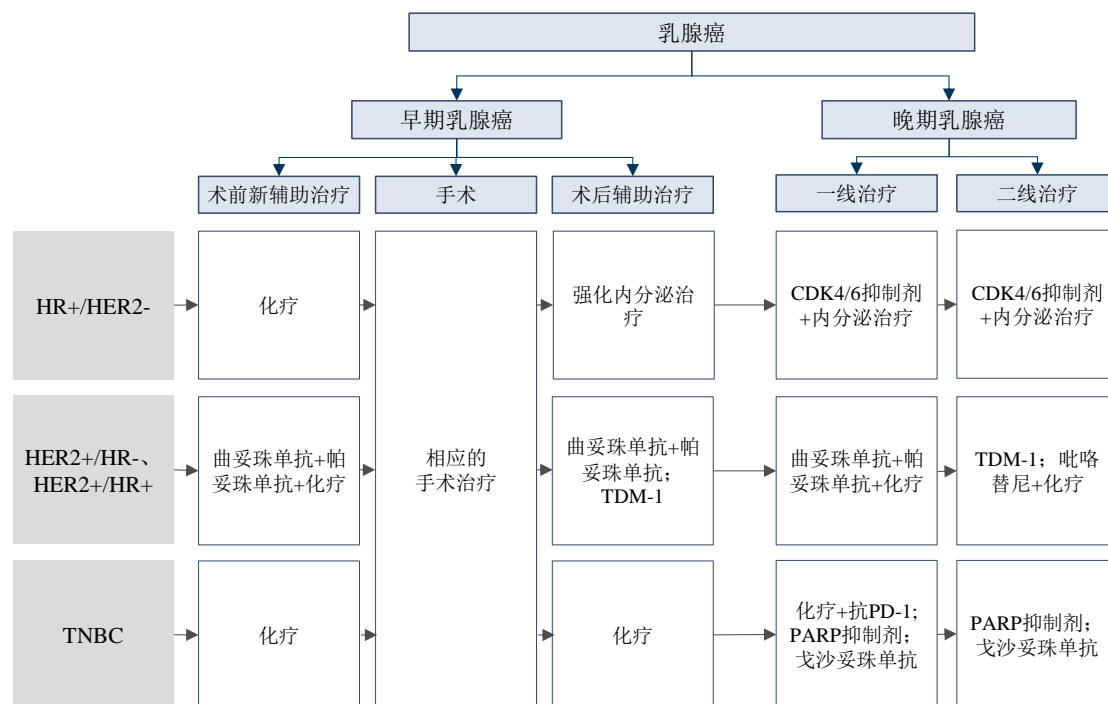 乳腺癌
早期乳腺癌
晚期乳腺癌
术前新辅助治疗
手术
术后辅助治疗
一线治疗
二线治疗
HR+/HER2-
化疗
强化内分泌治
疗
CDK4/6抑制剂
+内分泌治疗
CDK4/6抑制剂
+内分泌治疗
HER2+/HR-、
HER2+/HR+
曲妥珠单抗+帕
妥珠单抗+化疗
相应的
手术治疗
曲妥珠单抗+帕
妥珠单抗；
TDM-1
曲妥珠单抗+帕
妥珠单抗+化疗
TDM-1；吡咯
替尼+化疗
TNBC
化疗
化疗
化疗+抗PD-1;
PARP抑制剂；
戈沙妥珠单抗
PARP抑制剂；
戈沙妥珠单抗